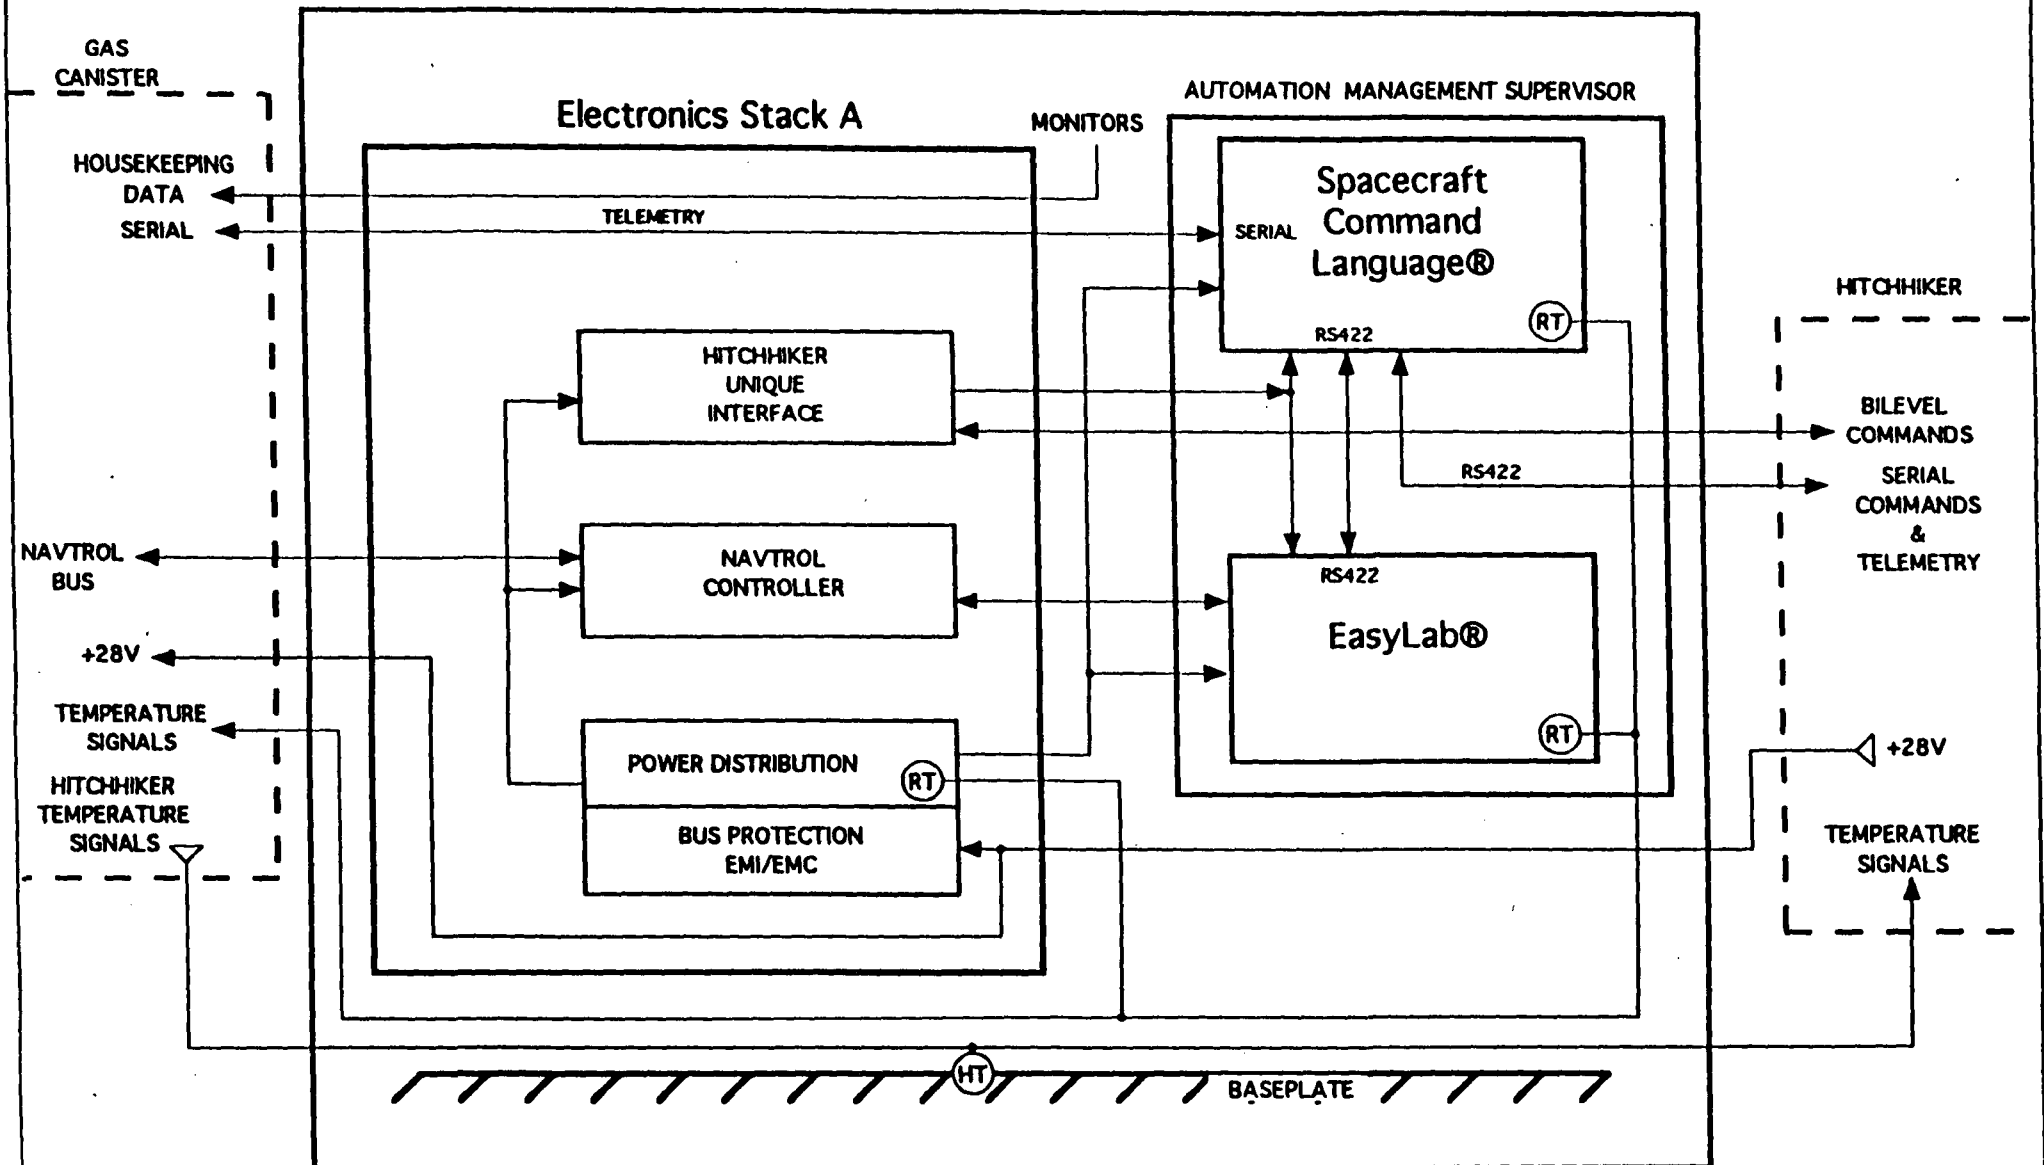 GAS
CANISTER
HOUSEKEEPING
DATA
SERIAL
NAVTROL
BUS
+28V
TEMPERATURE
SIGNALS
HITCHHIKER
TEMPERATURE
SIGNALS
Electronics Stack A
MONITORS
TELEMETRY
HITCHHIKER
UNIQUE
INTERFACE
NAVTROL
CONTROLLER
POWER DISTRIBUTION
RT
BUS PROTECTION
EMI/EMC
AUTOMATION MANAGEMENT SUPERVISOR
Spacecraft
Command
Language®
SERIAL
RT
RS422
RS422
RS422
EasyLab®
RT
HITCHHIKER
BILEVEL
COMMANDS
SERIAL
COMMANDS
&
TELEMETRY
+28V
TEMPERATURE
SIGNALS
HT
BASEPLATE